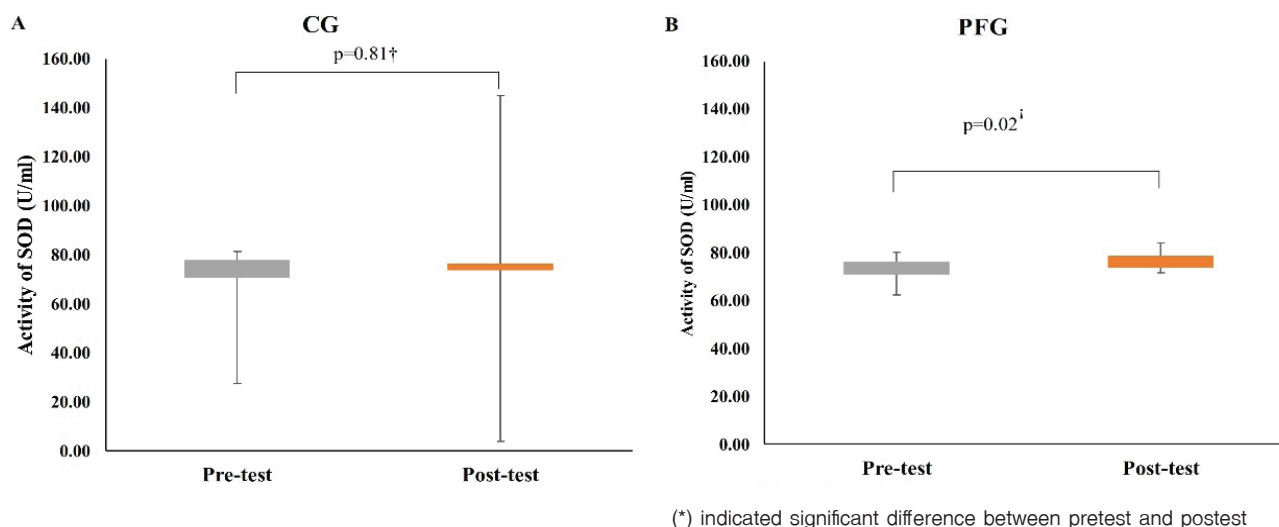 A
CG
p=0.81†
Activity of SOD (U/ml)
160.00
140.00
120.00
100.00
80.00
60.00
40.00
20.00
0.00
Pre-test
Post-test
B
PFG
p=0.02¡
Activity of SOD (U/ml)
160.00
140.00
120.00
100.00
80.00
60.00
40.00
20.00
0.00
Pre-test
Post-test
(*) indicated significant difference between pretest and postest